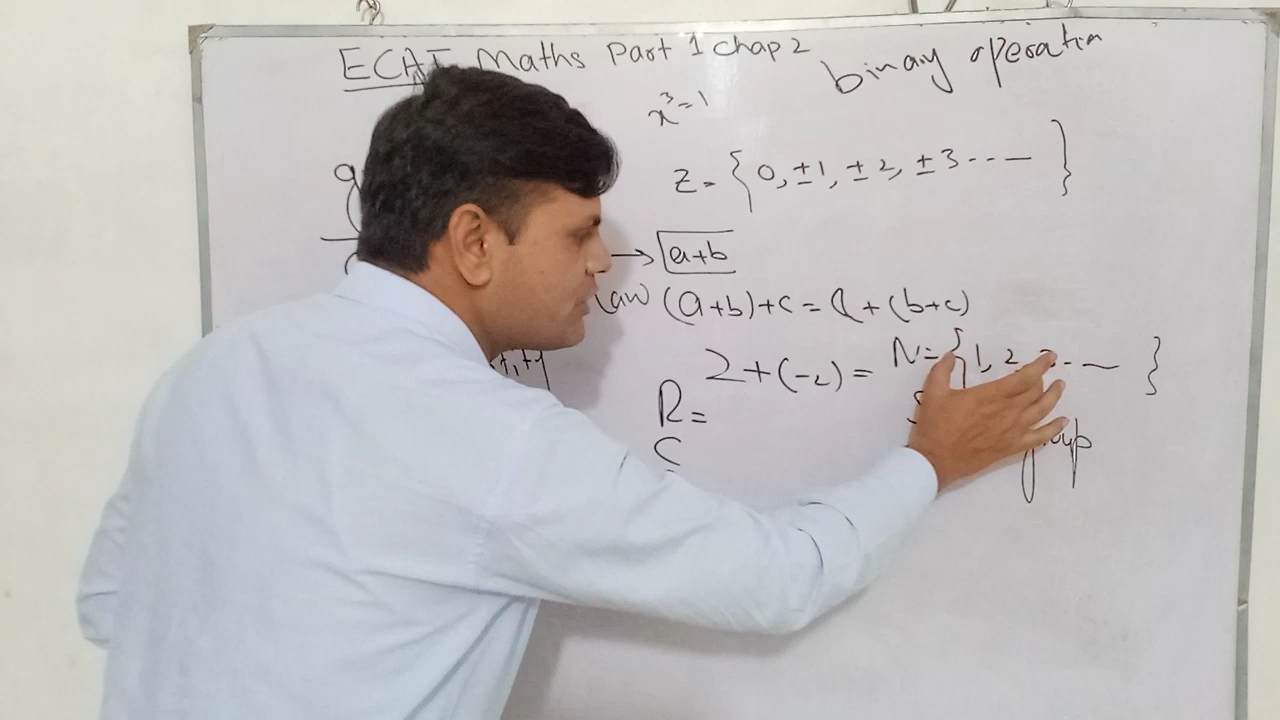 ECAT Maths Part 1 Chap 2
binary operation
x³=1
Z = { 0, ±1, ±2, ±3 - - - }
→ a+b
law (a+b)+c = a+(b+c)
2+(-2) = N = { 1, 2, 3 - - - }
R =
C
group